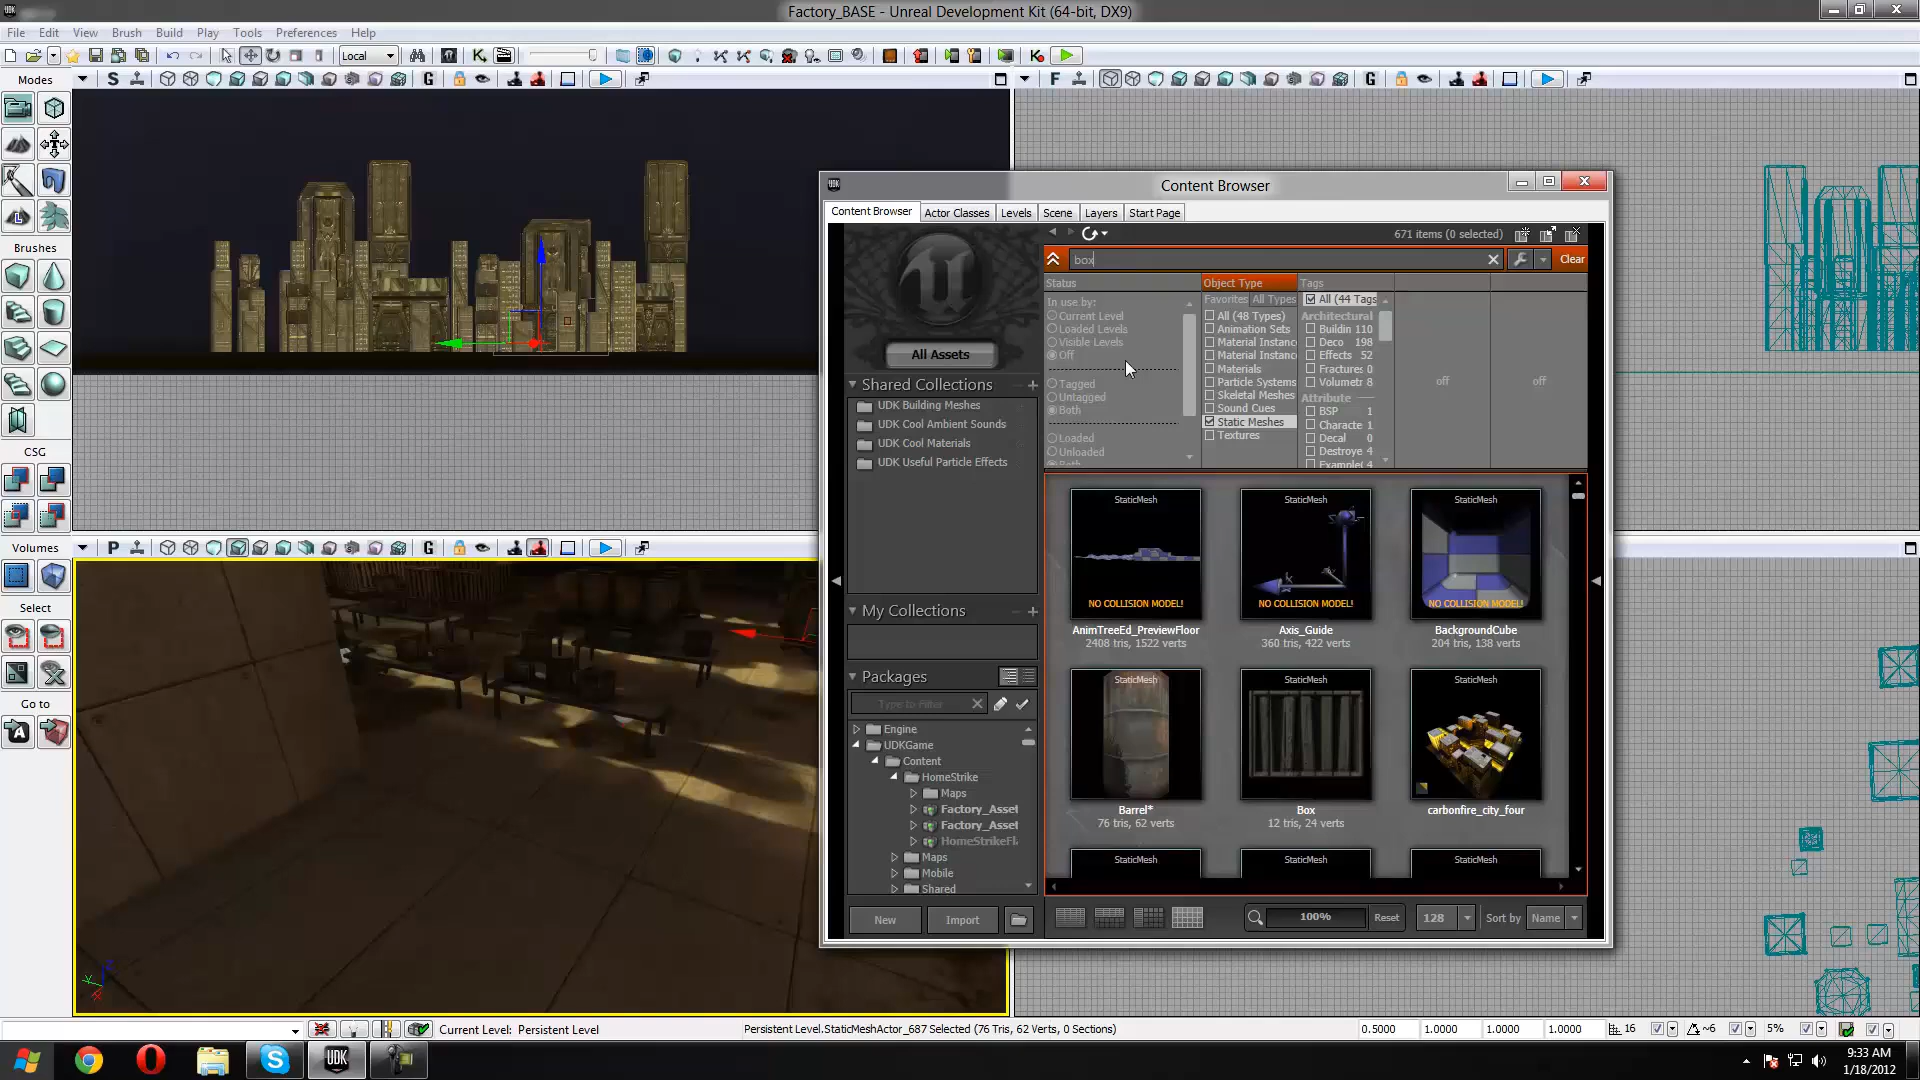 Factory_BASE - Unreal Development Kit (64-bit, DX9)
File Edit View Brush Build Play Tools Preferences Help
Local
Modes
S
G
F
G
Brushes
CSG
Volumes
P
G
Select
Go to
Content Browser
Content Browser Actor Classes Levels Scene Layers Start Page
671 items (0 selected)
box
Clear
All Assets
Shared Collections
UDK Building Meshes
UDK Cool Ambient Sounds
UDK Cool Materials
UDK Useful Particle Effects
My Collections
Packages
Type to Filter
Engine
UDKGame
Content
HomeStrike
Maps
Factory_Asset
Factory_Asset
HomeStrikeFl
Maps
Mobile
Shared
New Import
Status
In use by:
Current Level
Loaded Levels
Visible Levels
Off
Tagged
Untagged
Both
Loaded
Unloaded
Both
Object Type
Favorites All Types
All (48 Types)
Animation Sets
Material Instanc
Material Instanc
Materials
Particle Systems
Skeletal Meshes
Sound Cues
Static Meshes
Textures
Tags
All (44 Tags
Architectural
Buildin 110
Deco 198
Effects 52
Fracture: 0
Volumetr 8
Attribute
BSP 1
Characte 1
Decal 0
Destroye 4
Example( 4
off
off
StaticMesh
NO COLLISION MODEL!
AnimTreeEd_PreviewFloor
2408 tris, 1522 verts
StaticMesh
NO COLLISION MODEL!
Axis_Guide
360 tris, 422 verts
StaticMesh
NO COLLISION MODEL!
BackgroundCube
204 tris, 138 verts
StaticMesh
Barrel*
76 tris, 62 verts
StaticMesh
Box
12 tris, 24 verts
StaticMesh
carbonfire_city_four
StaticMesh
StaticMesh
StaticMesh
100% Reset 128 Sort by Name
Current Level: Persistent Level
Persistent Level.StaticMeshActor_687 Selected (76 Tris, 62 Verts, 0 Sections)
0.5000 1.0000 1.0000 1.0000 16 ~6 5%
9:33 AM
1/18/2012